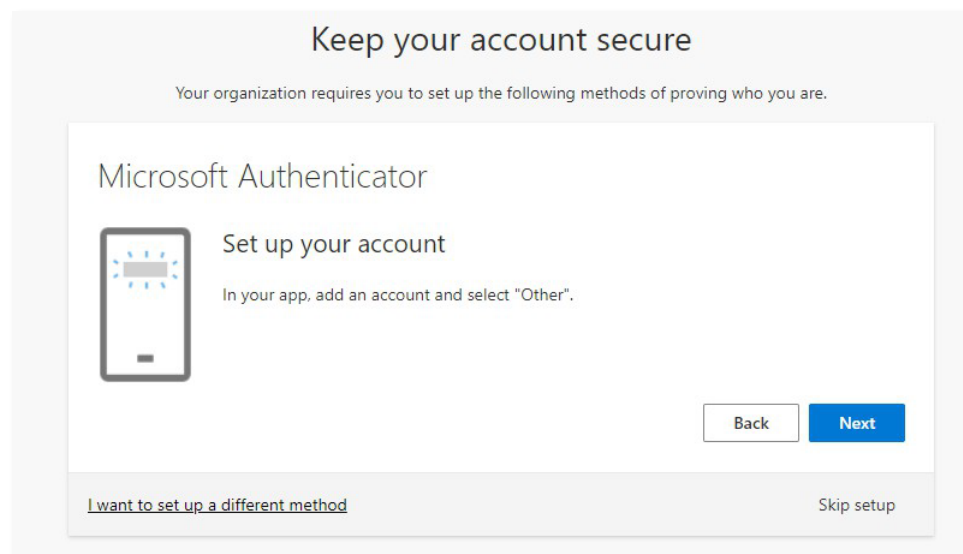 Keep your account secure
Your organization requires you to set up the following methods of proving who you are.
Microsoft Authenticator
Set up your account
In your app, add an account and select "Other".
Back
Next
I want to set up a different method
Skip setup